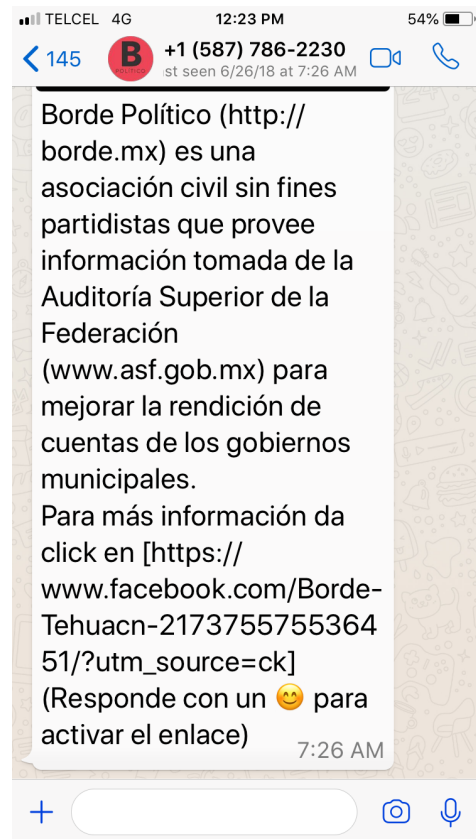 TELCEL 4G 12:23 PM 54%
145 B +1 (587) 786-2230
POLÍTICO st seen 6/26/18 at 7:26 AM
Borde Político (http://
borde.mx) es una
asociación civil sin fines
partidistas que provee
información tomada de la
Auditoría Superior de la
Federación
(www.asf.gob.mx) para
mejorar la rendición de
cuentas de los gobiernos
municipales.
Para más información da
click en [https://
www.facebook.com/Borde-
Tehuacn-2173755755364
51/?utm_source=ck]
(Responde con un 😊 para
activar el enlace)
7:26 AM